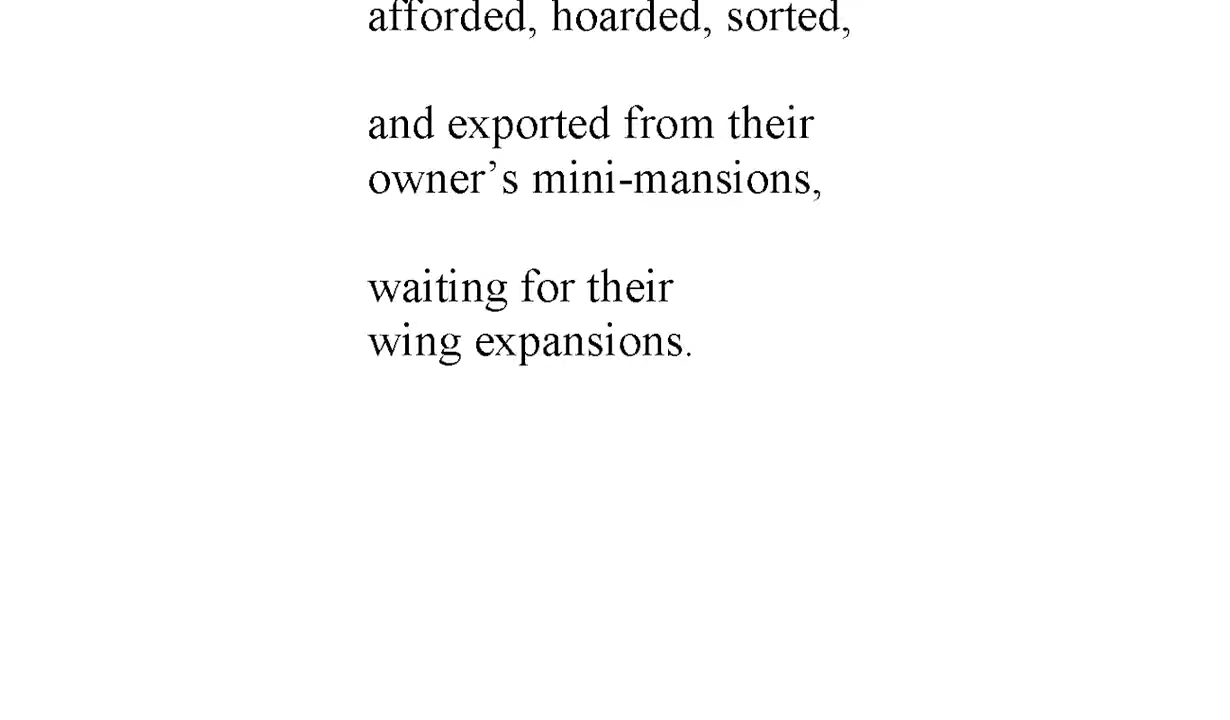 afforded, hoarded, sorted,
and exported from their
owner’s mini-mansions,
waiting for their
wing expansions.